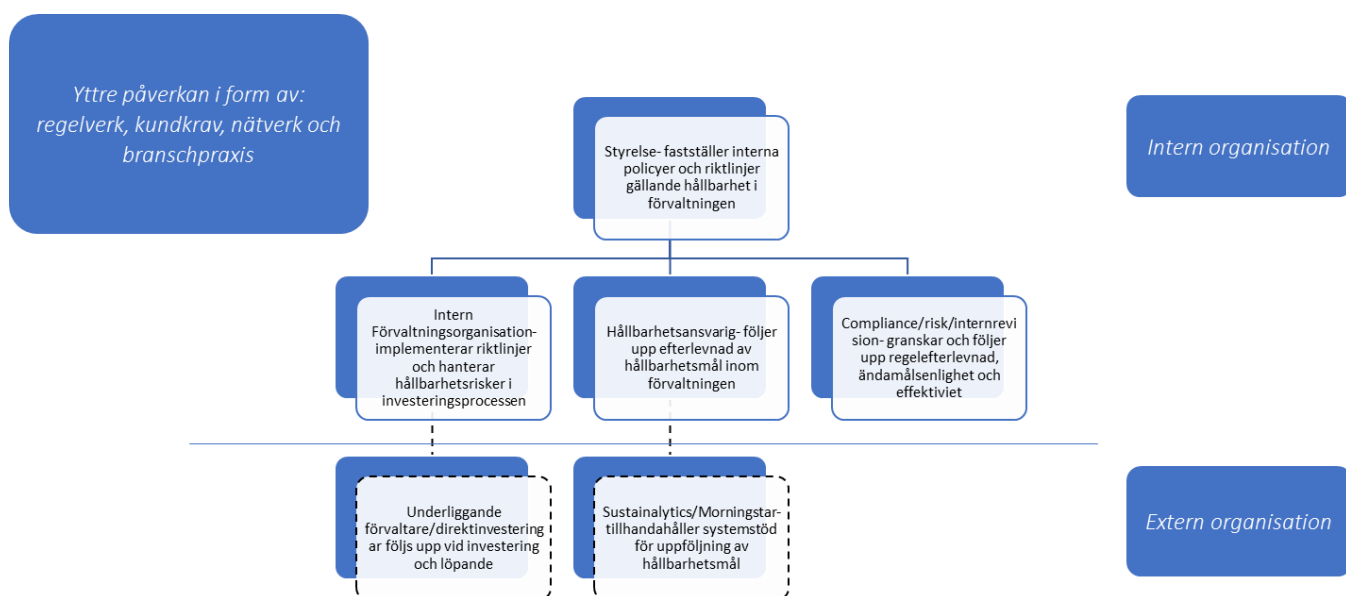 Yttre påverkan i form av:
regelverk, kundkrav, nätverk och
branschpraxis
Intern organisation
Styrelse- fastställer interna
policyer och riktlinjer
gällande hållbarhet i
förvaltningen
Intern
Förvaltningsorganisation-
implementerar riktlinjer
och hanterar
hållbarhetsrisker i
investeringsprocessen
Hållbarhetsansvarig- följer
upp efterlevnad av
hållbarhetsmål inom
förvaltningen
Compliance/risk/internrevi
sion- granskar och följer
upp regelefterlevnad,
ändamålsenlighet och
effektiviet
Underliggande
förvaltare/direktinvestering
ar följs upp vid investering
och löpande
Sustainalytics/Morningstar-
tillhandahåller systemstöd
för uppföljning av
hållbarhetsmål
Extern organisation